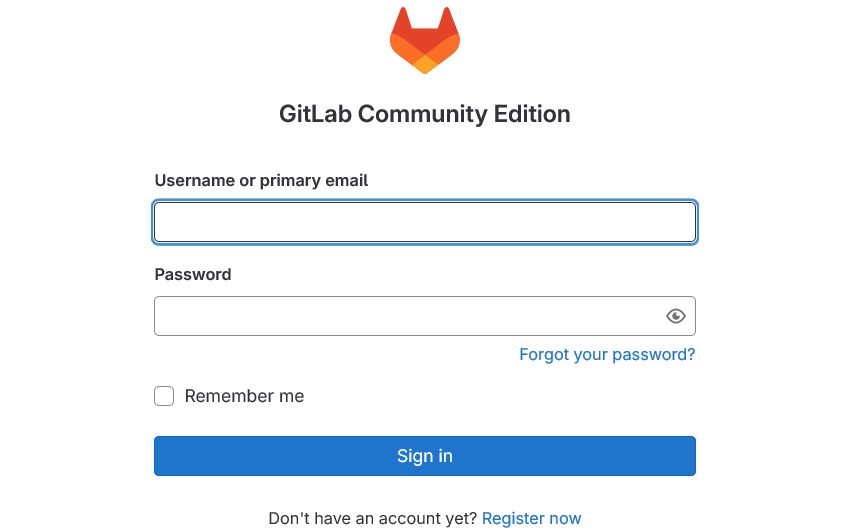 GitLab Community Edition
Username or primary email
Password
Forgot your password?
Remember me
Sign in
Don't have an account yet? Register now